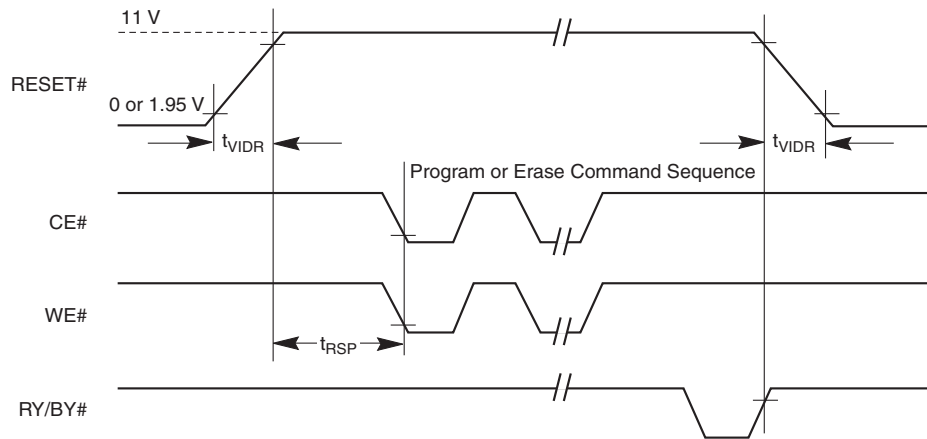 11 V
RESET#
0 or 1.95 V
tVIDR
tVIDR
Program or Erase Command Sequence
CE#
WE#
tRSP
RY/BY#